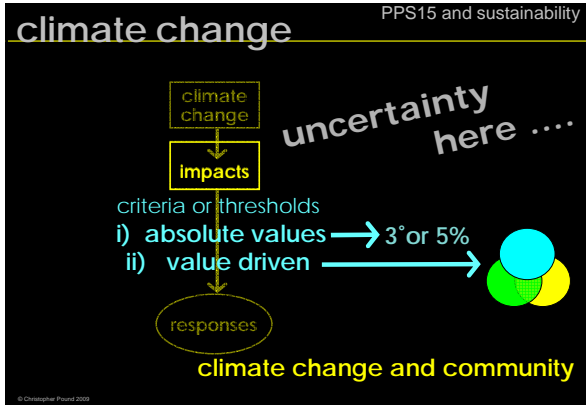 PPS15 and sustainability
climate change
climate
change
uncertainty
here ....
impacts
criteria or thresholds
i) absolute values
3˚or 5%
ii) value driven
responses
climate change and community
© Christopher Pound 2009